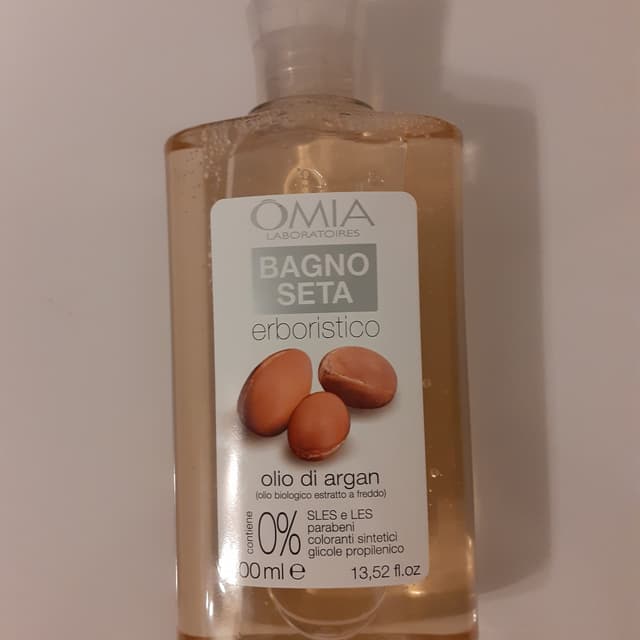 ÔMIA
LABORATOIRES
BAGNO
SETA
erboristico
olio di argan
(olio biologico estratto a freddo)
contiene
0%
SLES e LES
parabeni
coloranti sintetici
glicole propilenico
00 ml e 13,52 fl.oz